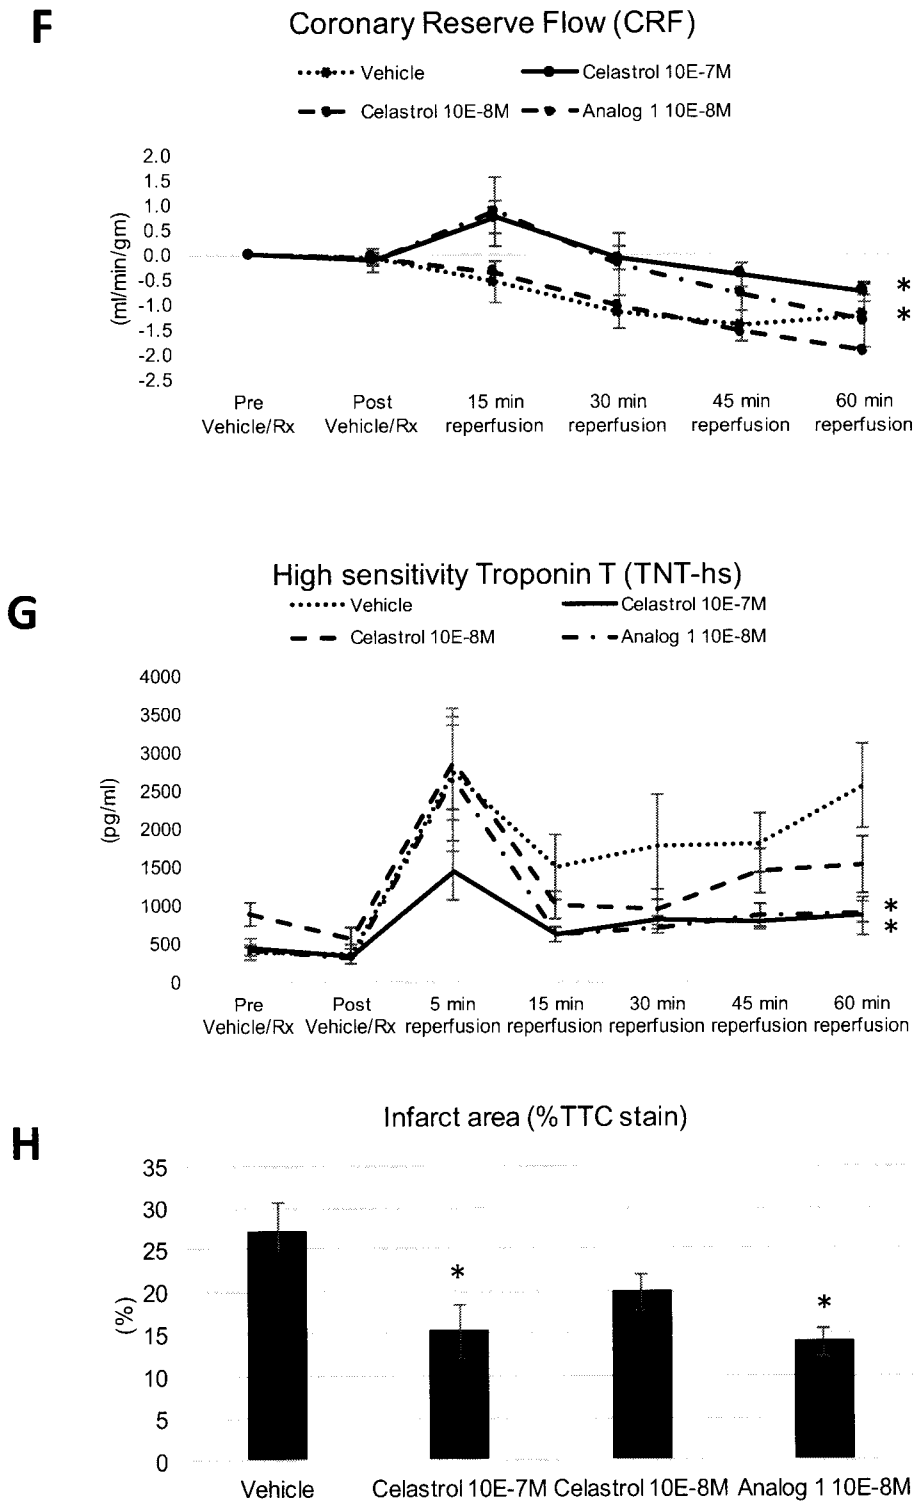 F
Coronary Reserve Flow (CRF)
Vehicle
Celastrol 10E-7M
Celastrol 10E-8M
Analog 1 10E-8M
(ml/min/gm)
2.0
1.5
1.0
0.5
0.0
-0.5
-1.0
-1.5
-2.0
-2.5
*
*
Pre Post 15 min 30 min 45 min 60 min
Vehicle/Rx Vehicle/Rx reperfusion reperfusion reperfusion reperfusion
G
High sensitivity Troponin T (TNT-hs)
Vehicle
Celastrol 10E-7M
Celastrol 10E-8M
Analog 1 10E-8M
(pg/ml)
4000
3500
3000
2500
2000
1500
1000
500
0
*
*
Pre Post 5 min 15 min 30 min 45 min 60 min
Vehicle/Rx Vehicle/Rx reperfusion reperfusion reperfusion reperfusion reperfusion
H
Infarct area (%TTC stain)
(%)
35
30
25
20
15
10
5
0
*
*
Vehicle Celastrol 10E-7M Celastrol 10E-8M Analog 1 10E-8M